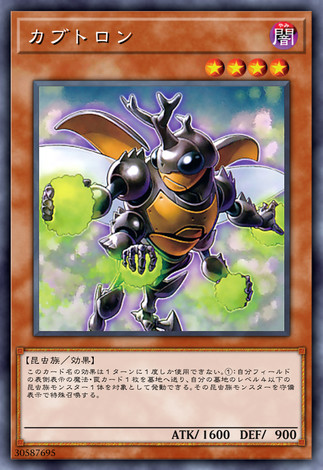 カブトロン
闇
やみ
【昆虫族／効果】
このカード名の効果は１ターンに１度しか使用できない。①：自分フィールド
の表側表示の魔法・罠カード１枚を墓地へ送り、自分の墓地のレベル４以下の
昆虫族モンスター１体を対象として発動できる。その昆虫族モンスターを守備
表示で特殊召喚する。
ATK/ 1600 DEF/ 900
30587695